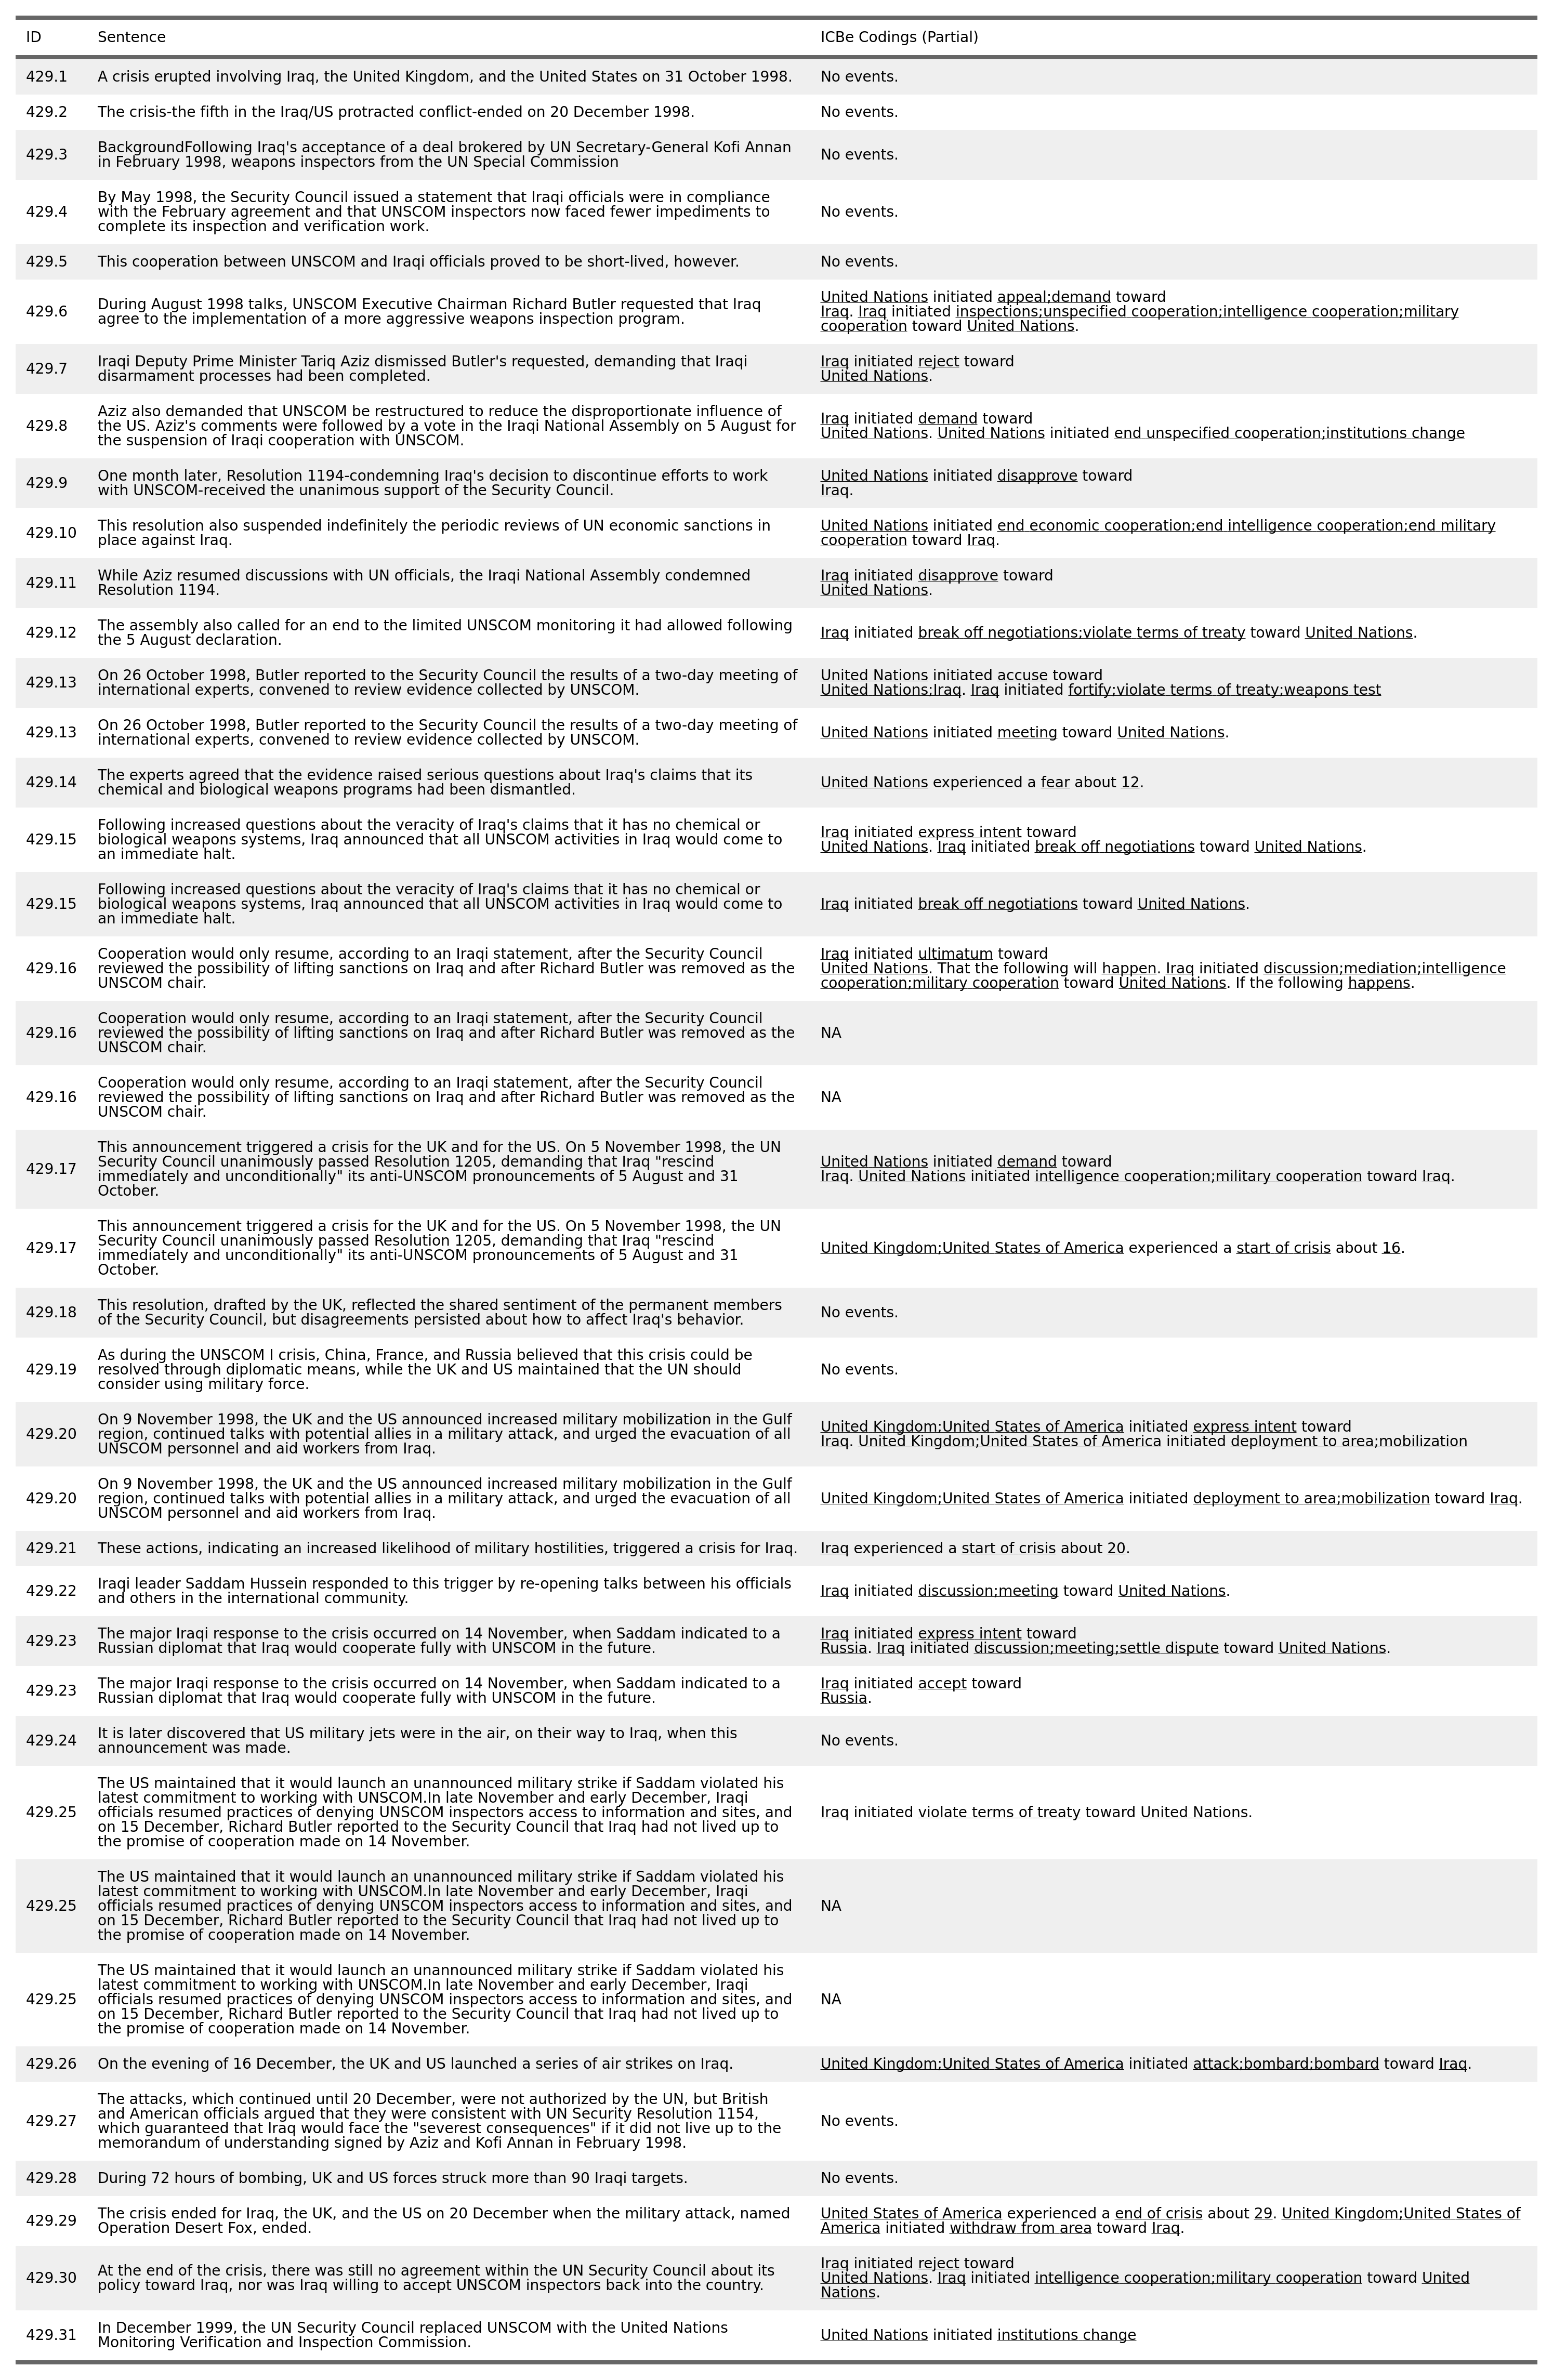 ID Sentence ICBe Codings (Partial)
429.1 A crisis erupted involving Iraq, the United Kingdom, and the United States on 31 October 1998. No events.
429.2 The crisis-the fifth in the Iraq/US protracted conflict-ended on 20 December 1998. No events.
429.3 BackgroundFollowing Iraq's acceptance of a deal brokered by UN Secretary-General Kofi Annan
in February 1998, weapons inspectors from the UN Special Commission
No events.
429.4 By May 1998, the Security Council issued a statement that Iraqi officials were in compliance
with the February agreement and that UNSCOM inspectors now faced fewer impediments to
complete its inspection and verification work.
No events.
429.5 This cooperation between UNSCOM and Iraqi officials proved to be short-lived, however. No events.
429.6 During August 1998 talks, UNSCOM Executive Chairman Richard Butler requested that Iraq
agree to the implementation of a more aggressive weapons inspection program.
United Nations initiated appeal;demand toward
Iraq. Iraq initiated inspections;unspecified cooperation;intelligence cooperation;military
cooperation toward United Nations.
429.7 Iraqi Deputy Prime Minister Tariq Aziz dismissed Butler's requested, demanding that Iraqi
disarmament processes had been completed.
Iraq initiated reject toward
United Nations.
429.8 Aziz also demanded that UNSCOM be restructured to reduce the disproportionate influence of
the US. Aziz's comments were followed by a vote in the Iraqi National Assembly on 5 August for
the suspension of Iraqi cooperation with UNSCOM.
Iraq initiated demand toward
United Nations. United Nations initiated end unspecified cooperation;institutions change
429.9 One month later, Resolution 1194-condemning Iraq's decision to discontinue efforts to work
with UNSCOM-received the unanimous support of the Security Council.
United Nations initiated disapprove toward
Iraq.
429.10 This resolution also suspended indefinitely the periodic reviews of UN economic sanctions in
place against Iraq.
United Nations initiated end economic cooperation;end intelligence cooperation;end military
cooperation toward Iraq.
429.11 While Aziz resumed discussions with UN officials, the Iraqi National Assembly condemned
Resolution 1194.
Iraq initiated disapprove toward
United Nations.
429.12 The assembly also called for an end to the limited UNSCOM monitoring it had allowed following
the 5 August declaration.
Iraq initiated break off negotiations;violate terms of treaty toward United Nations.
429.13 On 26 October 1998, Butler reported to the Security Council the results of a two-day meeting of
international experts, convened to review evidence collected by UNSCOM.
United Nations initiated accuse toward
United Nations;Iraq. Iraq initiated fortify;violate terms of treaty;weapons test
429.13 On 26 October 1998, Butler reported to the Security Council the results of a two-day meeting of
international experts, convened to review evidence collected by UNSCOM.
United Nations initiated meeting toward United Nations.
429.14 The experts agreed that the evidence raised serious questions about Iraq's claims that its
chemical and biological weapons programs had been dismantled.
United Nations experienced a fear about 12.
429.15 Following increased questions about the veracity of Iraq's claims that it has no chemical or
biological weapons systems, Iraq announced that all UNSCOM activities in Iraq would come to
an immediate halt.
Iraq initiated express intent toward
United Nations. Iraq initiated break off negotiations toward United Nations.
429.15 Following increased questions about the veracity of Iraq's claims that it has no chemical or
biological weapons systems, Iraq announced that all UNSCOM activities in Iraq would come to
an immediate halt.
Iraq initiated break off negotiations toward United Nations.
429.16 Cooperation would only resume, according to an Iraqi statement, after the Security Council
reviewed the possibility of lifting sanctions on Iraq and after Richard Butler was removed as the
UNSCOM chair.
Iraq initiated ultimatum toward
United Nations. That the following will happen. Iraq initiated discussion;mediation;intelligence
cooperation;military cooperation toward United Nations. If the following happens.
429.16 Cooperation would only resume, according to an Iraqi statement, after the Security Council
reviewed the possibility of lifting sanctions on Iraq and after Richard Butler was removed as the
UNSCOM chair.
NA
429.16 Cooperation would only resume, according to an Iraqi statement, after the Security Council
reviewed the possibility of lifting sanctions on Iraq and after Richard Butler was removed as the
UNSCOM chair.
NA
429.17 This announcement triggered a crisis for the UK and for the US. On 5 November 1998, the UN
Security Council unanimously passed Resolution 1205, demanding that Iraq "rescind
immediately and unconditionally" its anti-UNSCOM pronouncements of 5 August and 31
October.
United Nations initiated demand toward
Iraq. United Nations initiated intelligence cooperation;military cooperation toward Iraq.
429.17 This announcement triggered a crisis for the UK and for the US. On 5 November 1998, the UN
Security Council unanimously passed Resolution 1205, demanding that Iraq "rescind
immediately and unconditionally" its anti-UNSCOM pronouncements of 5 August and 31
October.
United Kingdom;United States of America experienced a start of crisis about 16.
429.18 This resolution, drafted by the UK, reflected the shared sentiment of the permanent members
of the Security Council, but disagreements persisted about how to affect Iraq's behavior.
No events.
429.19 As during the UNSCOM I crisis, China, France, and Russia believed that this crisis could be
resolved through diplomatic means, while the UK and US maintained that the UN should
consider using military force.
No events.
429.20 On 9 November 1998, the UK and the US announced increased military mobilization in the Gulf
region, continued talks with potential allies in a military attack, and urged the evacuation of all
UNSCOM personnel and aid workers from Iraq.
United Kingdom;United States of America initiated express intent toward
Iraq. United Kingdom;United States of America initiated deployment to area;mobilization
429.20 On 9 November 1998, the UK and the US announced increased military mobilization in the Gulf
region, continued talks with potential allies in a military attack, and urged the evacuation of all
UNSCOM personnel and aid workers from Iraq.
United Kingdom;United States of America initiated deployment to area;mobilization toward Iraq.
429.21 These actions, indicating an increased likelihood of military hostilities, triggered a crisis for Iraq. Iraq experienced a start of crisis about 20.
429.22 Iraqi leader Saddam Hussein responded to this trigger by re-opening talks between his officials
and others in the international community.
Iraq initiated discussion;meeting toward United Nations.
429.23 The major Iraqi response to the crisis occurred on 14 November, when Saddam indicated to a
Russian diplomat that Iraq would cooperate fully with UNSCOM in the future.
Iraq initiated express intent toward
Russia. Iraq initiated discussion;meeting;settle dispute toward United Nations.
429.23 The major Iraqi response to the crisis occurred on 14 November, when Saddam indicated to a
Russian diplomat that Iraq would cooperate fully with UNSCOM in the future.
Iraq initiated accept toward
Russia.
429.24 It is later discovered that US military jets were in the air, on their way to Iraq, when this
announcement was made.
No events.
429.25 The US maintained that it would launch an unannounced military strike if Saddam violated his
latest commitment to working with UNSCOM.In late November and early December, Iraqi
officials resumed practices of denying UNSCOM inspectors access to information and sites, and
on 15 December, Richard Butler reported to the Security Council that Iraq had not lived up to
the promise of cooperation made on 14 November.
Iraq initiated violate terms of treaty toward United Nations.
429.25 The US maintained that it would launch an unannounced military strike if Saddam violated his
latest commitment to working with UNSCOM.In late November and early December, Iraqi
officials resumed practices of denying UNSCOM inspectors access to information and sites, and
on 15 December, Richard Butler reported to the Security Council that Iraq had not lived up to
the promise of cooperation made on 14 November.
NA
429.25 The US maintained that it would launch an unannounced military strike if Saddam violated his
latest commitment to working with UNSCOM.In late November and early December, Iraqi
officials resumed practices of denying UNSCOM inspectors access to information and sites, and
on 15 December, Richard Butler reported to the Security Council that Iraq had not lived up to
the promise of cooperation made on 14 November.
NA
429.26 On the evening of 16 December, the UK and US launched a series of air strikes on Iraq. United Kingdom;United States of America initiated attack;bombard;bombard toward Iraq.
429.27 The attacks, which continued until 20 December, were not authorized by the UN, but British
and American officials argued that they were consistent with UN Security Resolution 1154,
which guaranteed that Iraq would face the "severest consequences" if it did not live up to the
memorandum of understanding signed by Aziz and Kofi Annan in February 1998.
No events.
429.28 During 72 hours of bombing, UK and US forces struck more than 90 Iraqi targets. No events.
429.29 The crisis ended for Iraq, the UK, and the US on 20 December when the military attack, named
Operation Desert Fox, ended.
United States of America experienced a end of crisis about 29. United Kingdom;United States of
America initiated withdraw from area toward Iraq.
429.30 At the end of the crisis, there was still no agreement within the UN Security Council about its
policy toward Iraq, nor was Iraq willing to accept UNSCOM inspectors back into the country.
Iraq initiated reject toward
United Nations. Iraq initiated intelligence cooperation;military cooperation toward United
Nations.
429.31 In December 1999, the UN Security Council replaced UNSCOM with the United Nations
Monitoring Verification and Inspection Commission.
United Nations initiated institutions change